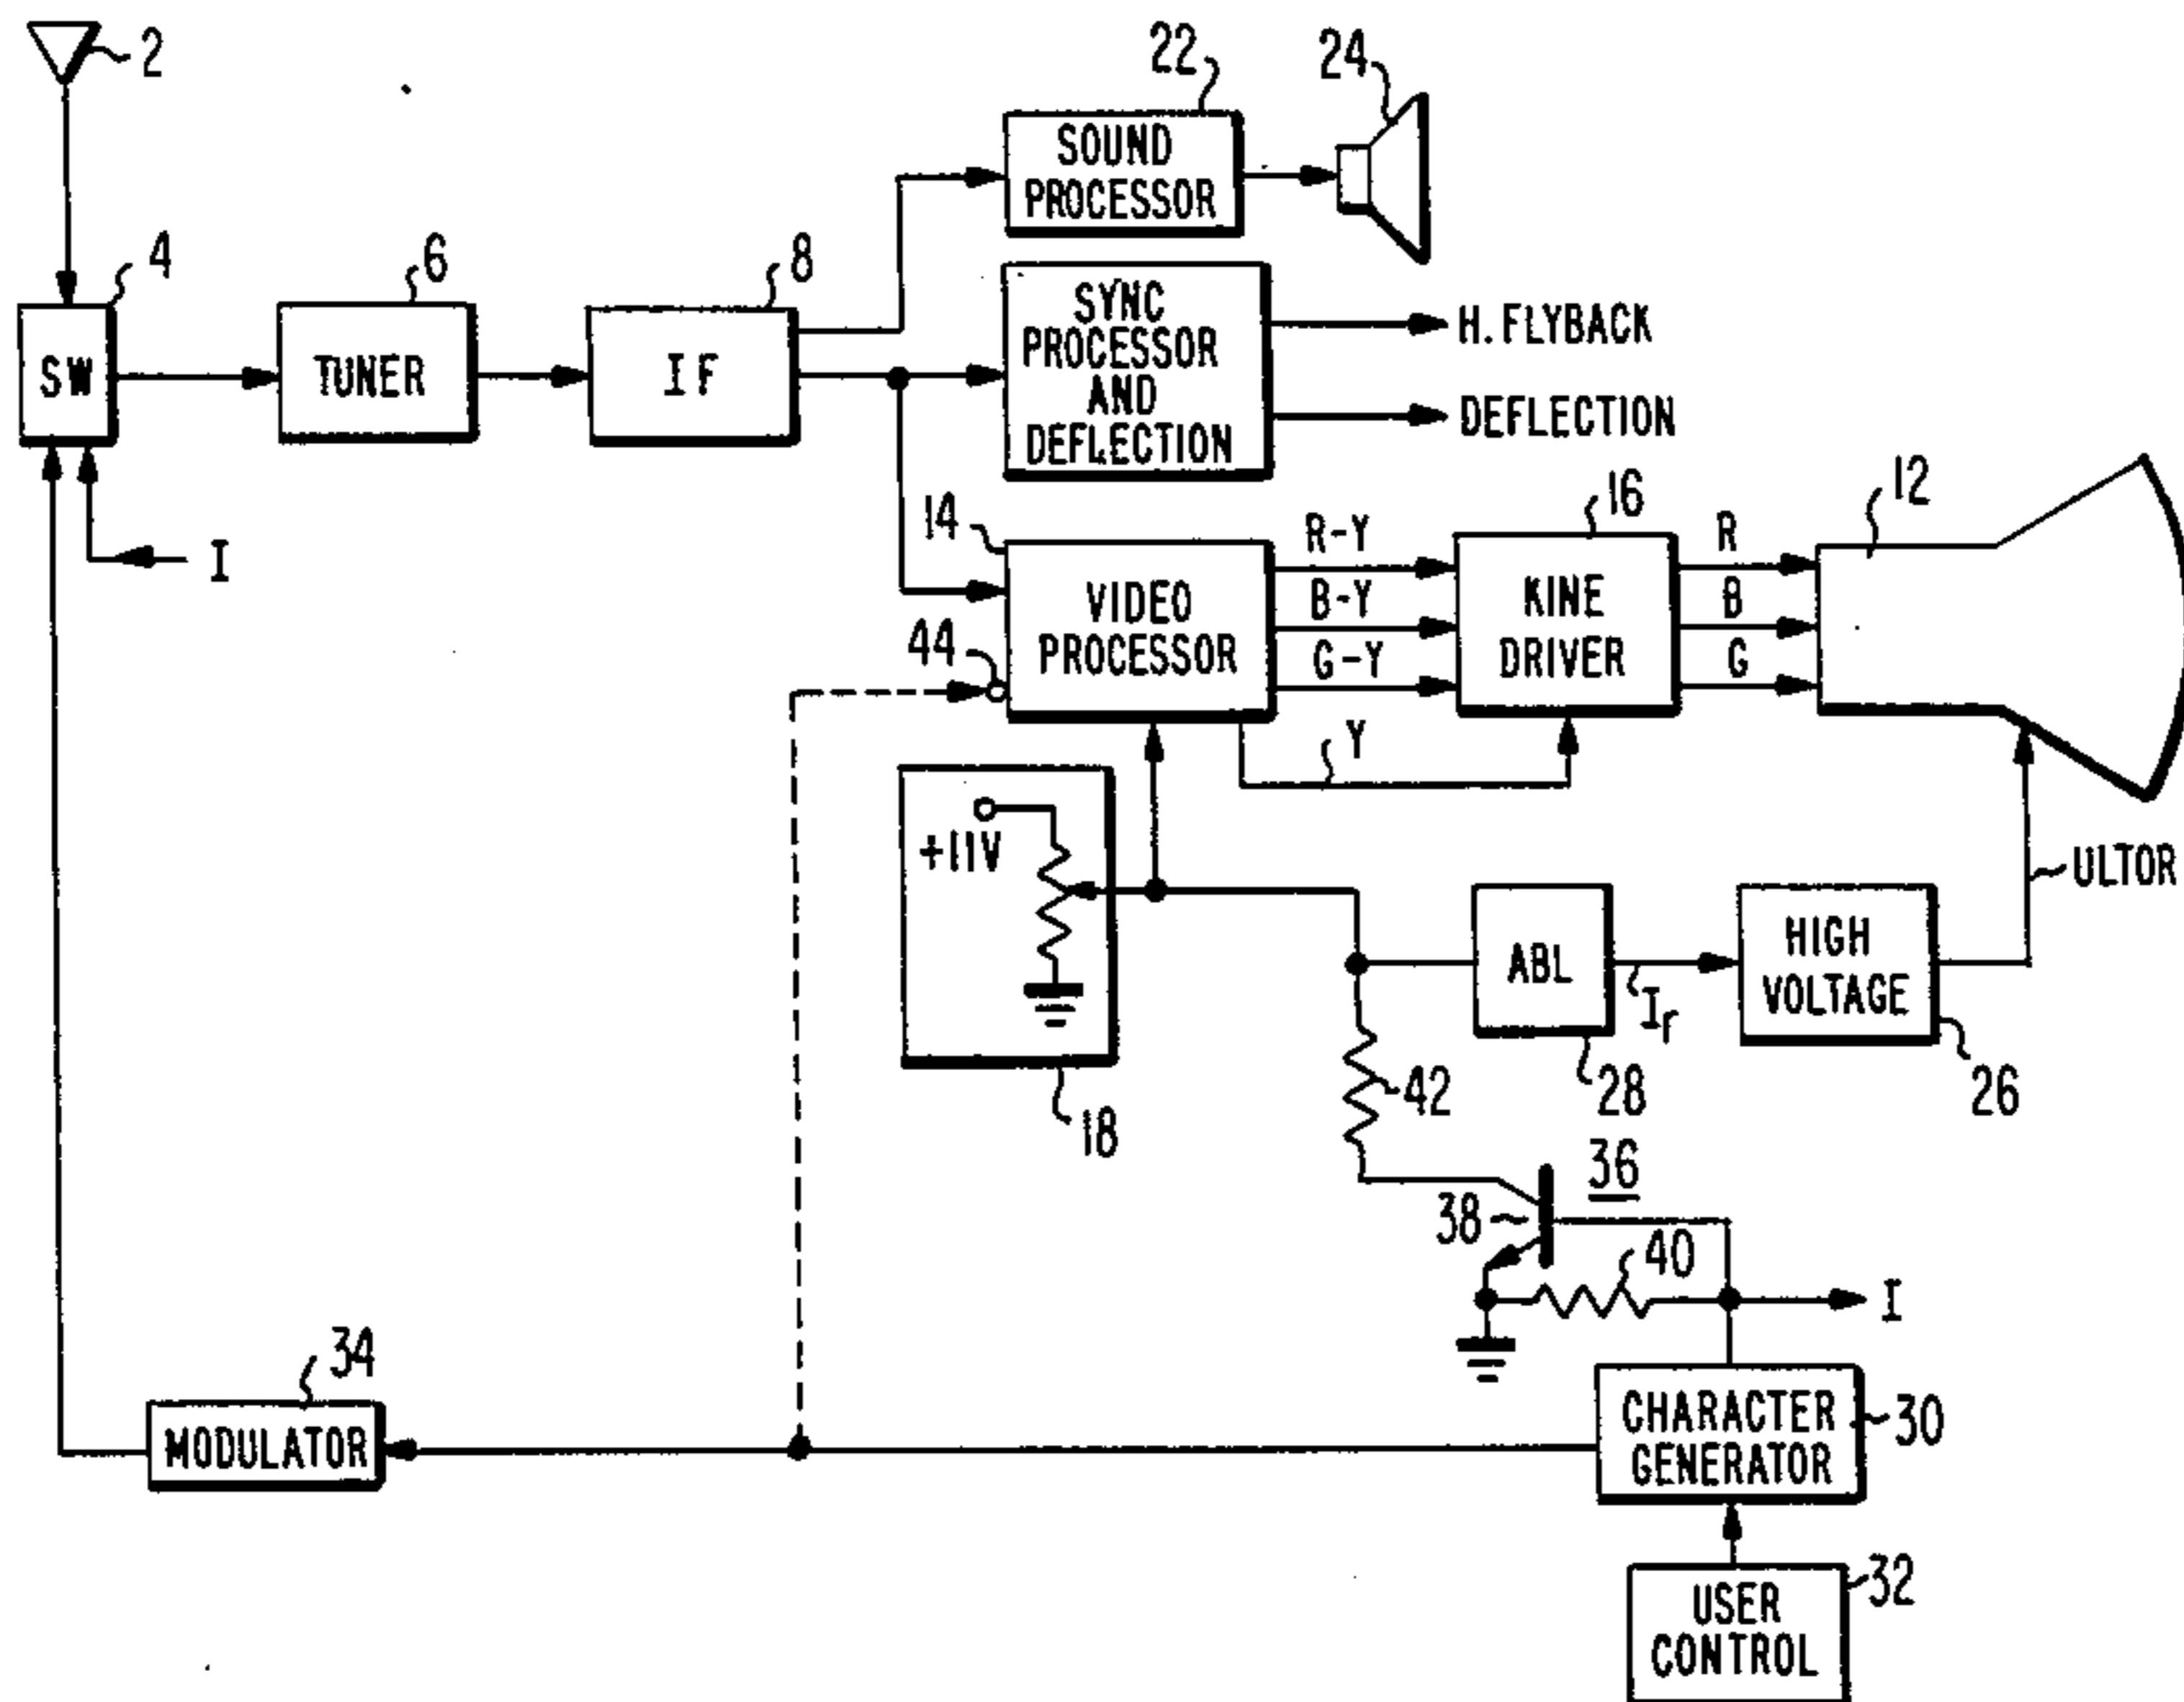 2
22
24
SOUND
PROCESSOR
4
6
8
SW
TUNER
IF
SYNC
PROCESSOR
AND
DEFLECTION
H. FLYBACK
DEFLECTION
I
14
44
VIDEO
PROCESSOR
R-Y
B-Y
G-Y
16
KINE
DRIVER
R
B
G
12
Y
+11V
18
ABL
28
Ir
HIGH
VOLTAGE
26
ULTOR
42
36
38
40
I
34
MODULATOR
CHARACTER
GENERATOR
30
USER
CONTROL
32